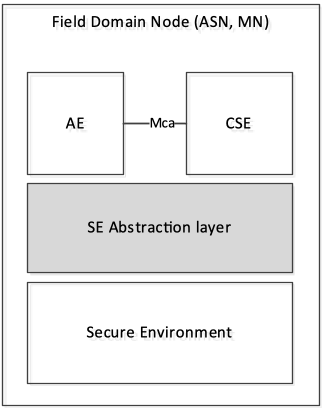 Field Domain Node (ASN, MN)
AE
Mca
CSE
SE Abstraction layer
Secure Environment